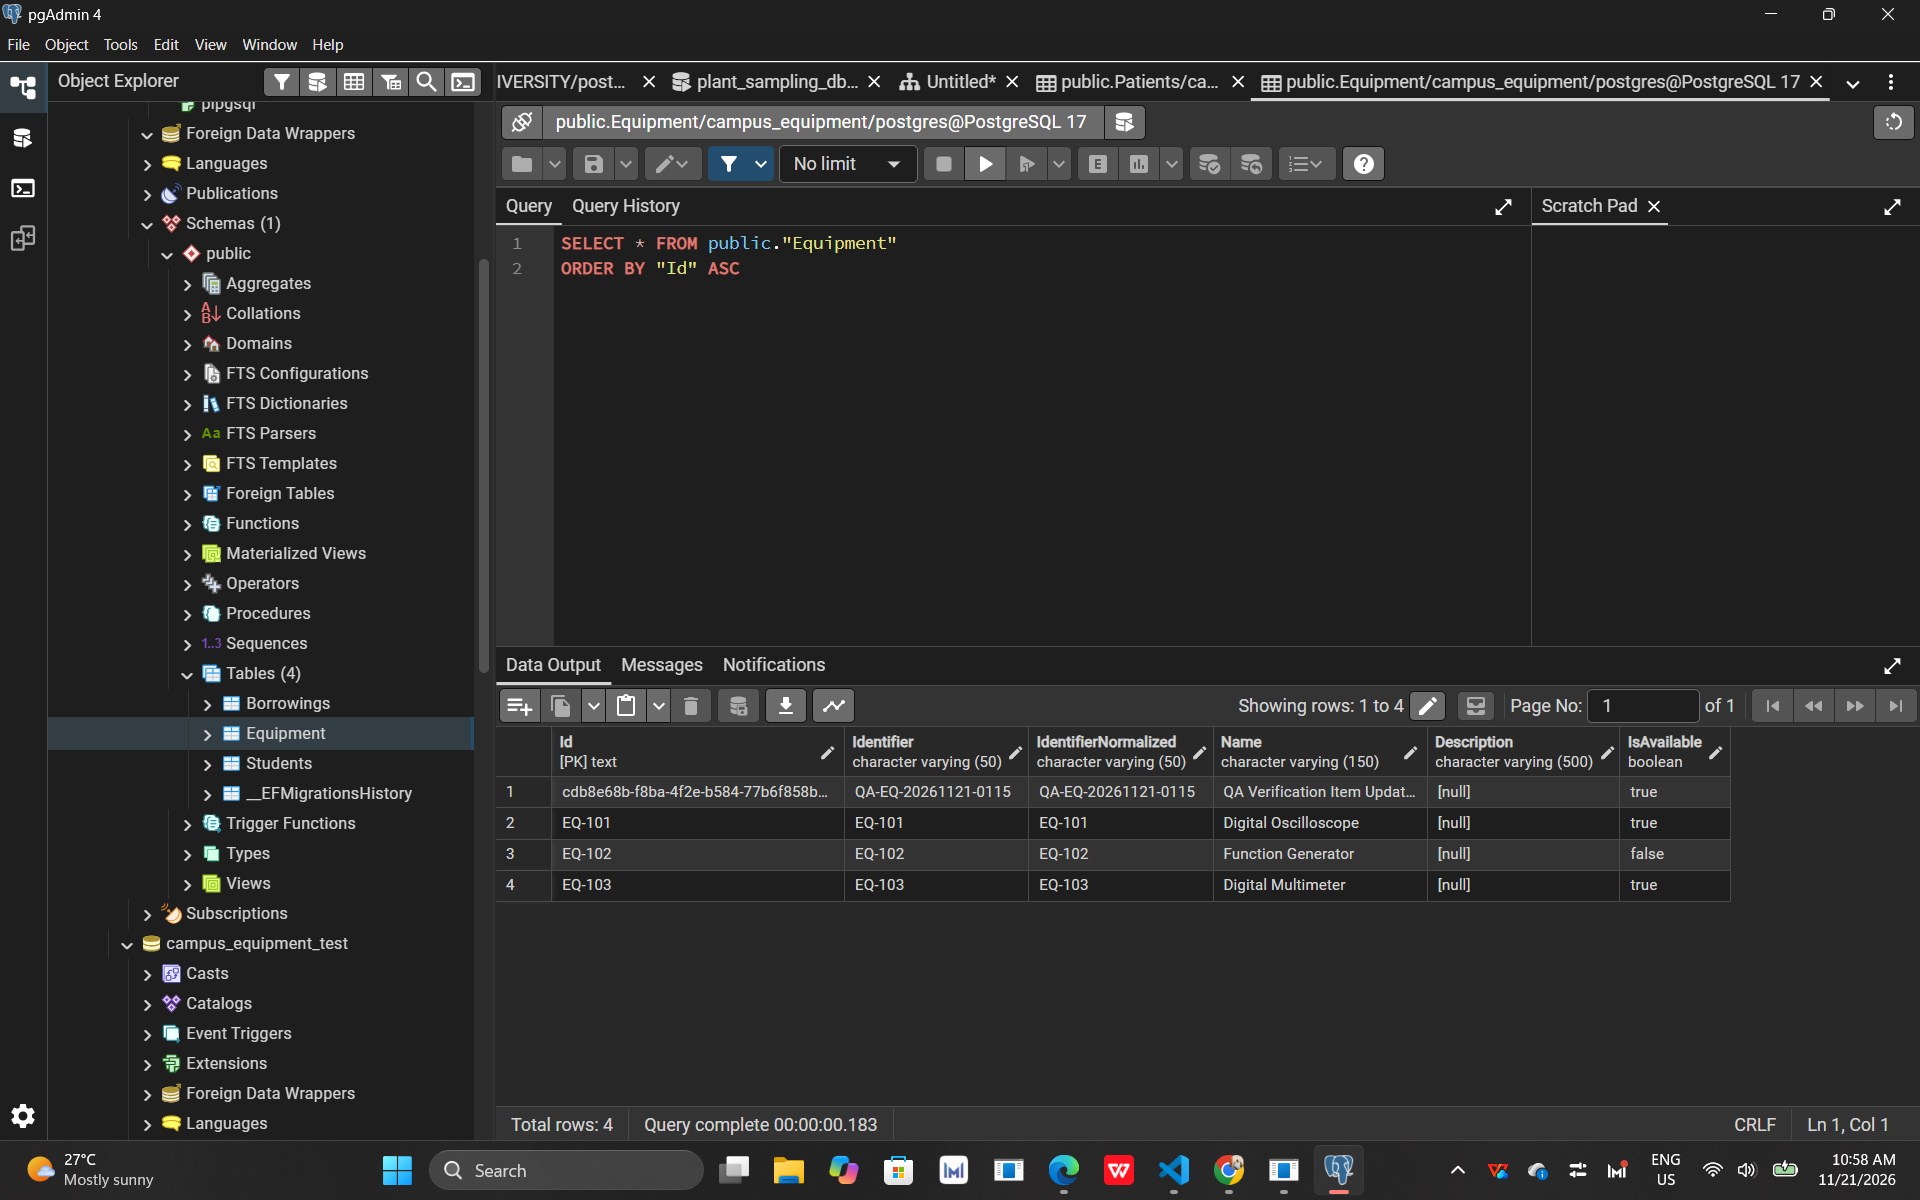 pgAdmin 4
File Object Tools Edit View Window Help
Object Explorer
IVERSITY/post... plant_sampling_db... Untitled* public.Patients/ca... public.Equipment/campus_equipment/postgres@PostgreSQL 17
public.Equipment/campus_equipment/postgres@PostgreSQL 17
No limit
E
Query Query History
Scratch Pad
1 SELECT * FROM public."Equipment"
2 ORDER BY "Id" ASC
plpgsql
Foreign Data Wrappers
Languages
Publications
Schemas (1)
public
Aggregates
Collations
Domains
FTS Configurations
FTS Dictionaries
Aa FTS Parsers
FTS Templates
Foreign Tables
Functions
Materialized Views
Operators
Procedures
1..3 Sequences
Tables (4)
Borrowings
Equipment
Students
__EFMigrationsHistory
Trigger Functions
Types
Views
Subscriptions
campus_equipment_test
Casts
Catalogs
Event Triggers
Extensions
Foreign Data Wrappers
Languages
Data Output Messages Notifications
Showing rows: 1 to 4 Page No: 1 of 1
Id Identifier IdentifierNormalized Name Description IsAvailable
[PK] text character varying (50) character varying (50) character varying (150) character varying (500) boolean
1 cdb8e68b-f8ba-4f2e-b584-77b6f858b... QA-EQ-20261121-0115 QA-EQ-20261121-0115 QA Verification Item Updat... [null] true
2 EQ-101 EQ-101 EQ-101 Digital Oscilloscope [null] true
3 EQ-102 EQ-102 EQ-102 Function Generator [null] false
4 EQ-103 EQ-103 EQ-103 Digital Multimeter [null] true
Total rows: 4 Query complete 00:00:00.183 CRLF Ln 1, Col 1
27°C
Mostly sunny
Search
ENG
US
10:58 AM
11/21/2026